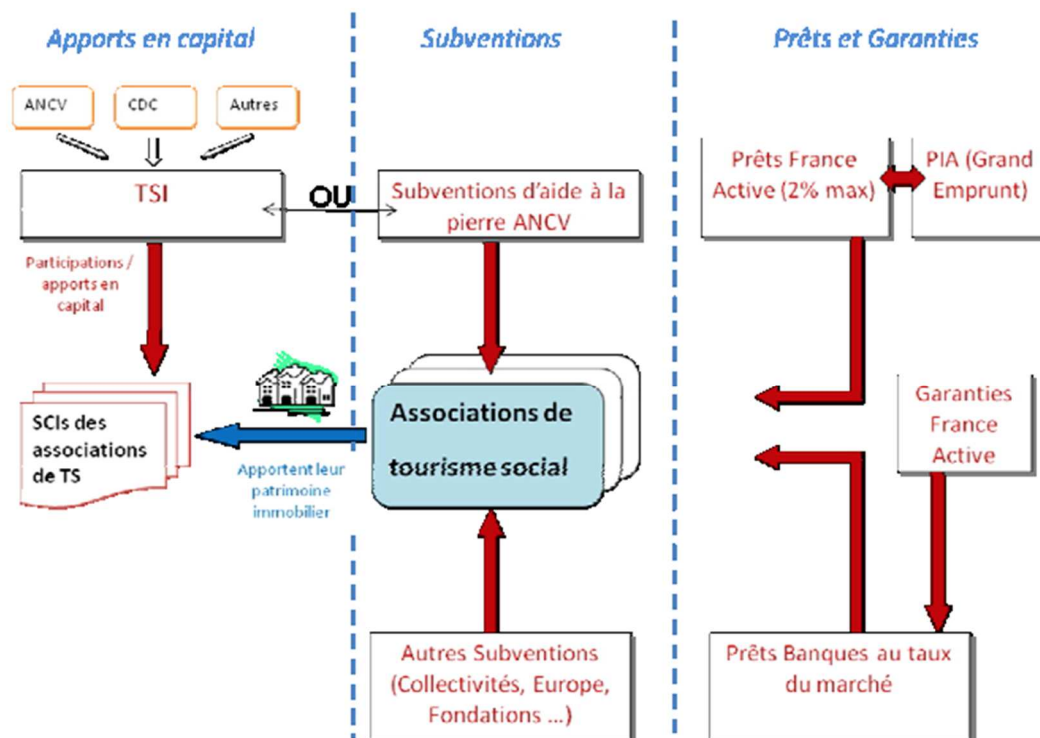 Apports en capital
Subventions
Prêts et Garanties
ANCV
CDC
Autres
TSI
OU
Subventions d'aide à la
pierre ANCV
Prêts France
Active (2% max)
PIA (Grand
Emprunt)
Participations /
apports en
capital
SCIs des
associations
de TS
Apportent leur
patrimoine
immobilier
Associations de
tourisme social
Garanties
France
Active
Autres Subventions
(Collectivités, Europe,
Fondations ...)
Prêts Banques au taux
du marché